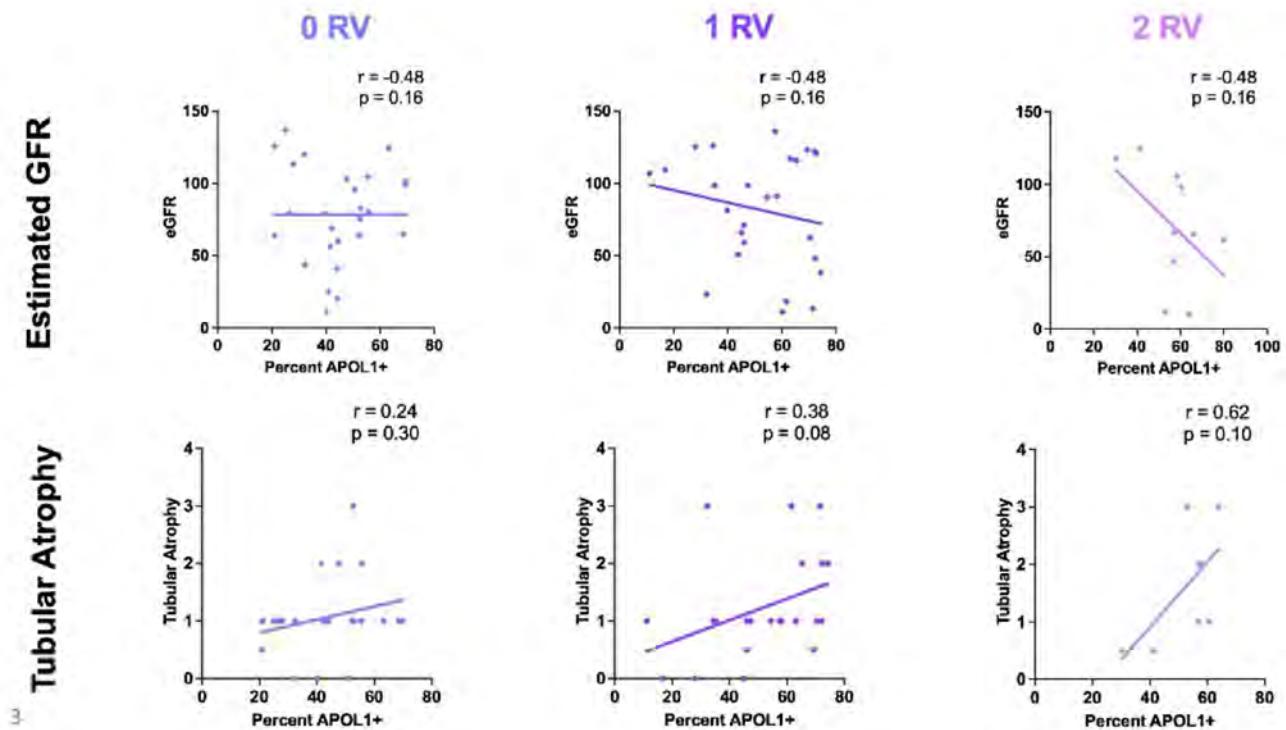 0 RV
1 RV
2 RV
Estimated GFR
r = -0.48
p = 0.16
150
100
50
0
eGFR
0 20 40 60 80
Percent APOL1+
r = -0.48
p = 0.16
150
100
50
0
eGFR
0 20 40 60 80
Percent APOL1+
r = -0.48
p = 0.16
150
100
50
0
eGFR
0 20 40 60 80 100
Percent APOL1+
Tubular Atrophy
r = 0.24
p = 0.30
4
3
2
1
0
Tubular Atrophy
0 20 40 60 80
Percent APOL1+
r = 0.38
p = 0.08
4
3
2
1
0
Tubular Atrophy
0 20 40 60 80
Percent APOL1+
r = 0.62
p = 0.10
4
3
2
1
0
Tubular Atrophy
0 20 40 60 80
Percent APOL1+
3